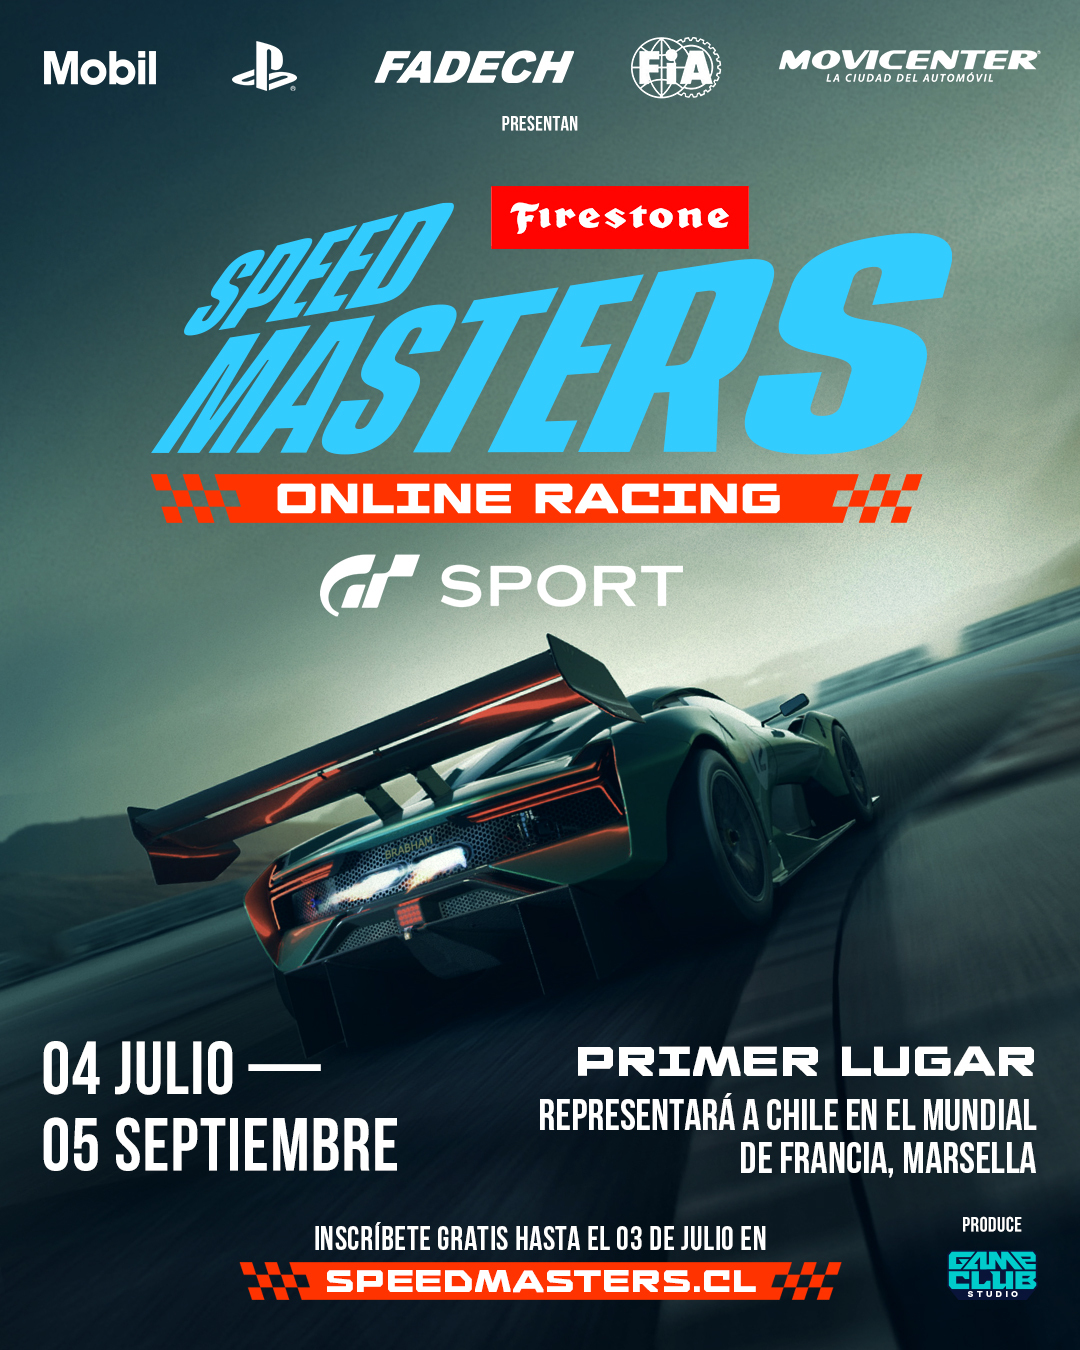 Mobil
FADECH
FiA
MOVICENTER
LA CIUDAD DEL AUTOMÓVIL
PRESENTAN
Firestone
SPEED
MASTERS
ONLINE RACING
GT SPORT
BRABHAM
04 JULIO —
05 SEPTIEMBRE
PRIMER LUGAR
REPRESENTARÁ A CHILE EN EL MUNDIAL
DE FRANCIA, MARSELLA
INSCRÍBETE GRATIS HASTA EL 03 DE JULIO EN
SPEEDMASTERS.CL
PRODUCE
GAME
CLUB
STUDIO